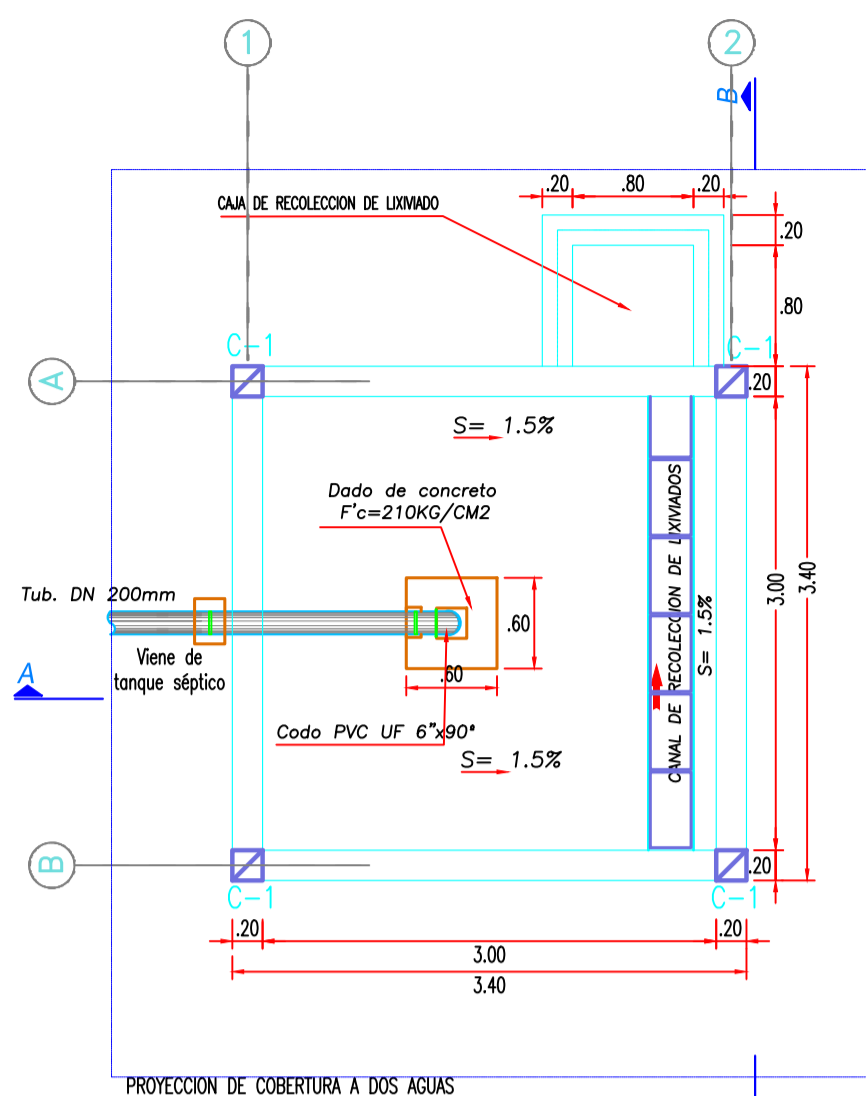 1
2
B
.20
.80
.20
CAJA DE RECOLECCION DE LIXIVIADO
.20
.80
C-1
C-1
A
.20
S= 1.5%
Dado de concreto
F'c=210KG/CM2
CANAL DE RECOLECCION DE LIXIVIADOS
S= 1.5%
3.00
3.40
Tub. DN 200mm
.60
Viene de
tanque séptico
.60
A
Codo PVC UF 6"x90°
S= 1.5%
B
.20
C-1
C-1
.20
.20
3.00
3.40
PROYECCION DE COBERTURA A DOS AGUAS